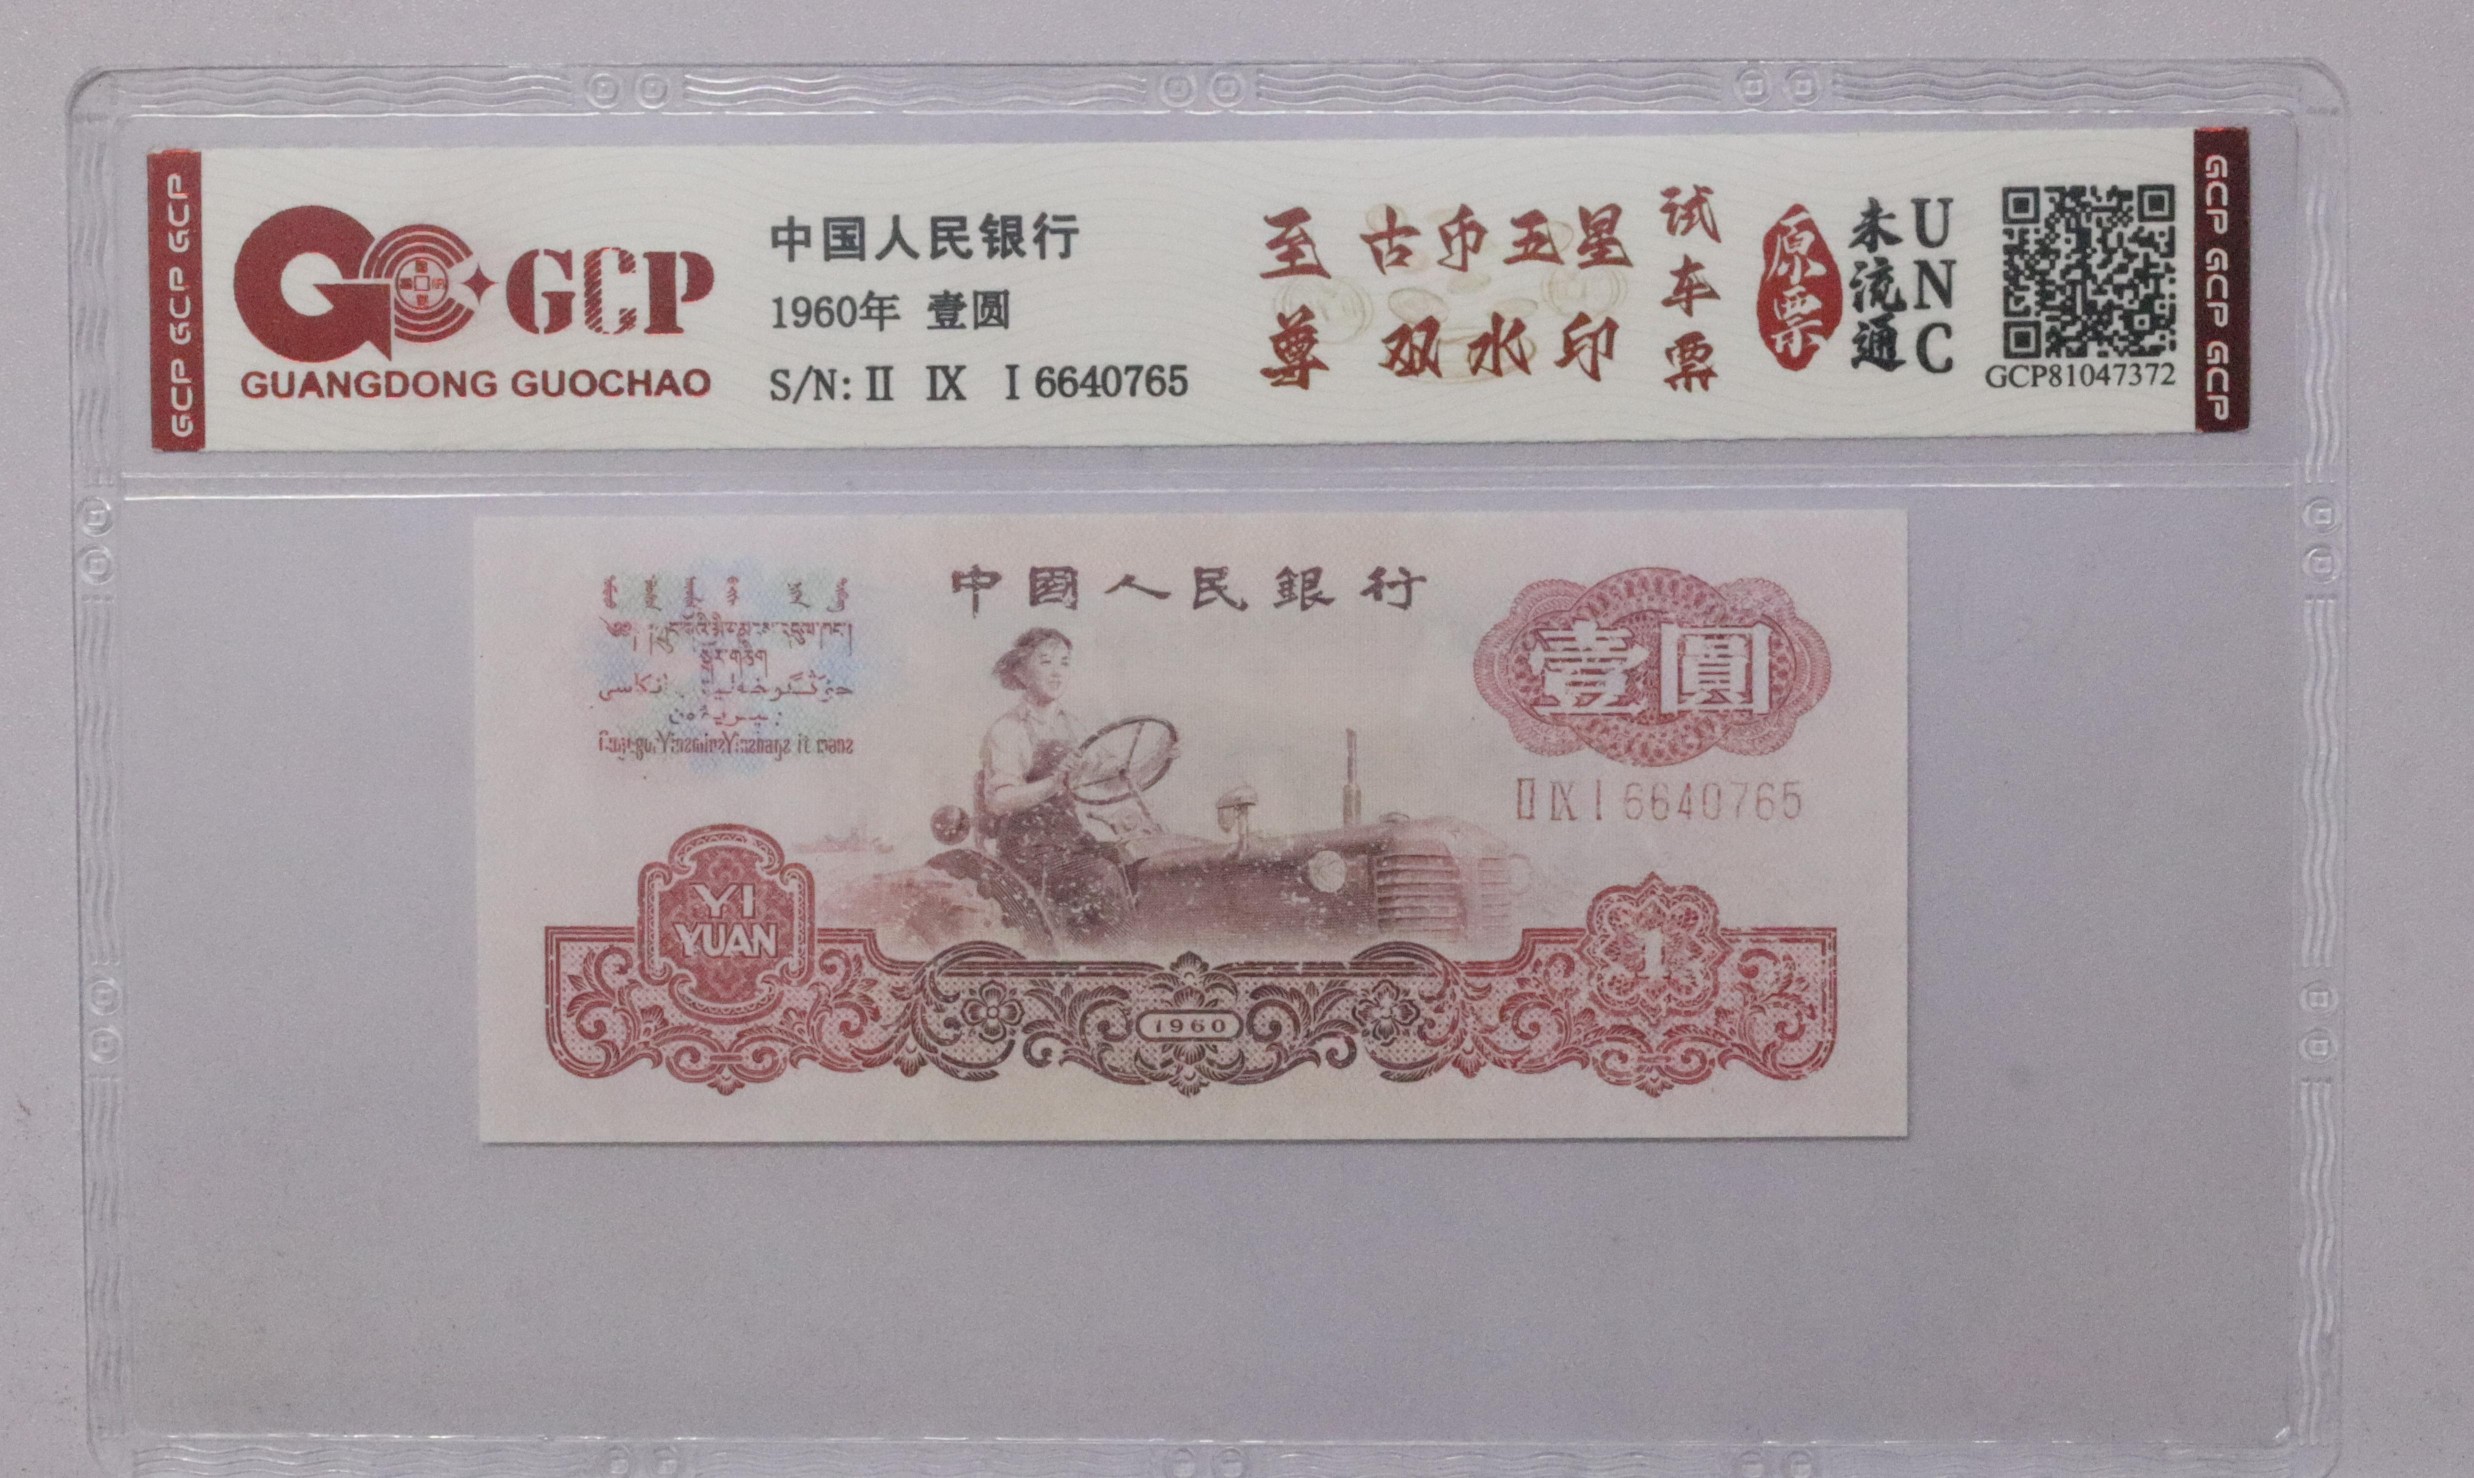 GCP GCP GCP
GCP
GUANGDONG GUOCHAO
中国人民银行
1960年 壹圆
S/N: II IX I 6640765
至尊
古币五星
双水印
试车票
原票
未流通
UNC
GCP81047372
GCP GCP GCP
中國人民銀行
壹圓
II IX I 6640765
YI
YUAN
1960
1